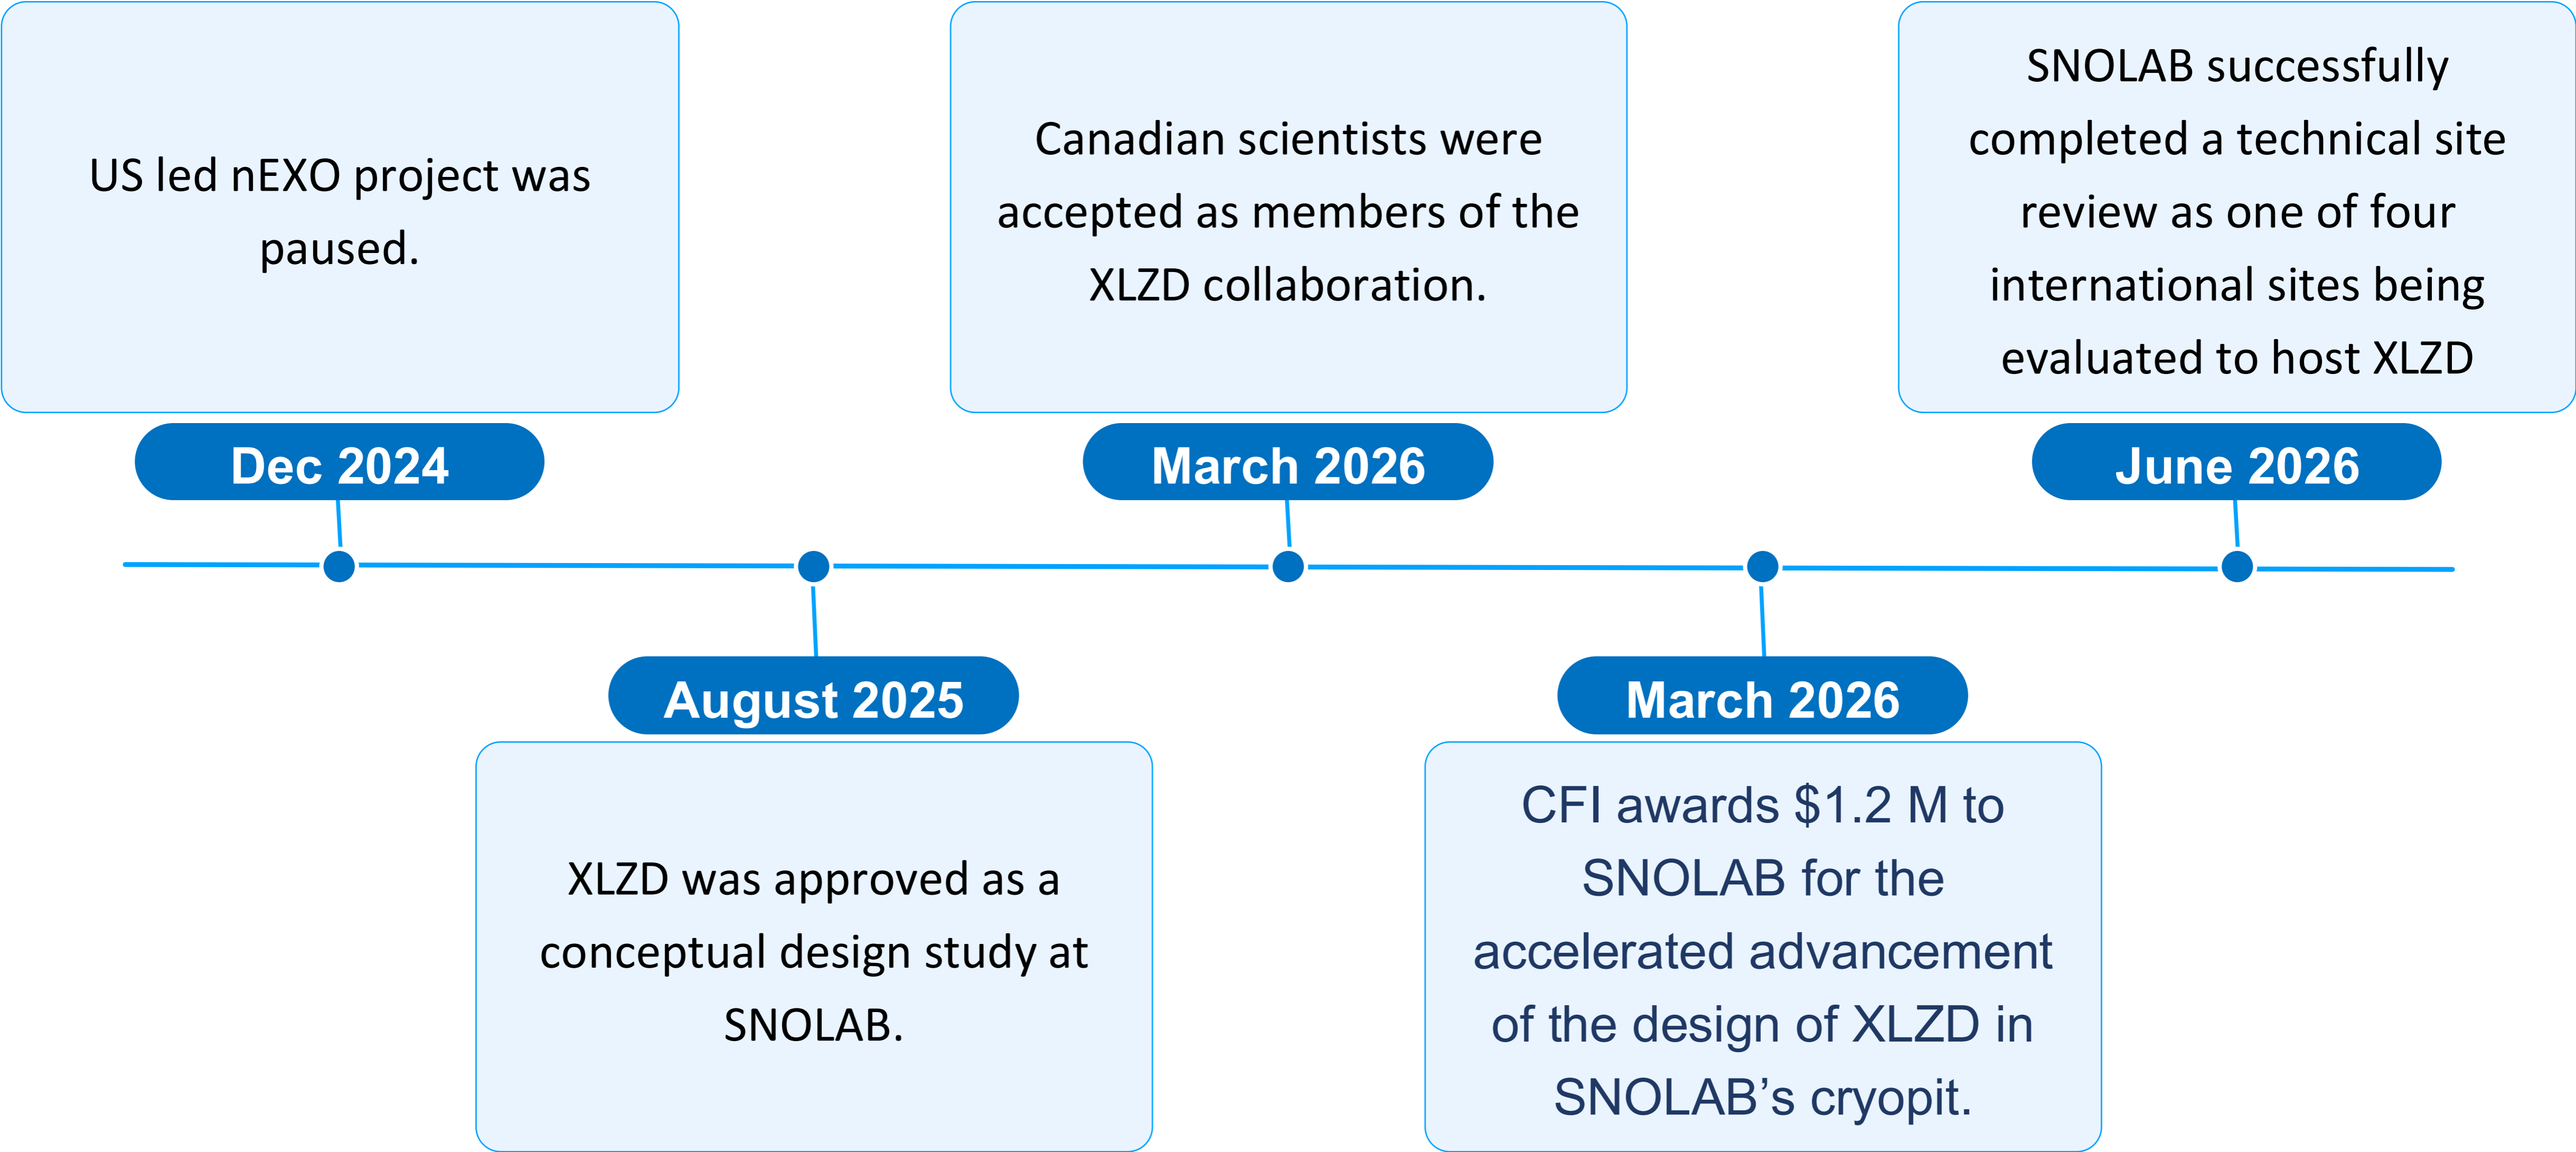 US led nEXO project was
paused.
Dec 2024
August 2025
XLZD was approved as a
conceptual design study at
SNOLAB.
Canadian scientists were
accepted as members of the
XLZD collaboration.
March 2026
March 2026
CFI awards $1.2 M to
SNOLAB for the
accelerated advancement
of the design of XLZD in
SNOLAB’s cryopit.
SNOLAB successfully
completed a technical site
review as one of four
international sites being
evaluated to host XLZD
June 2026